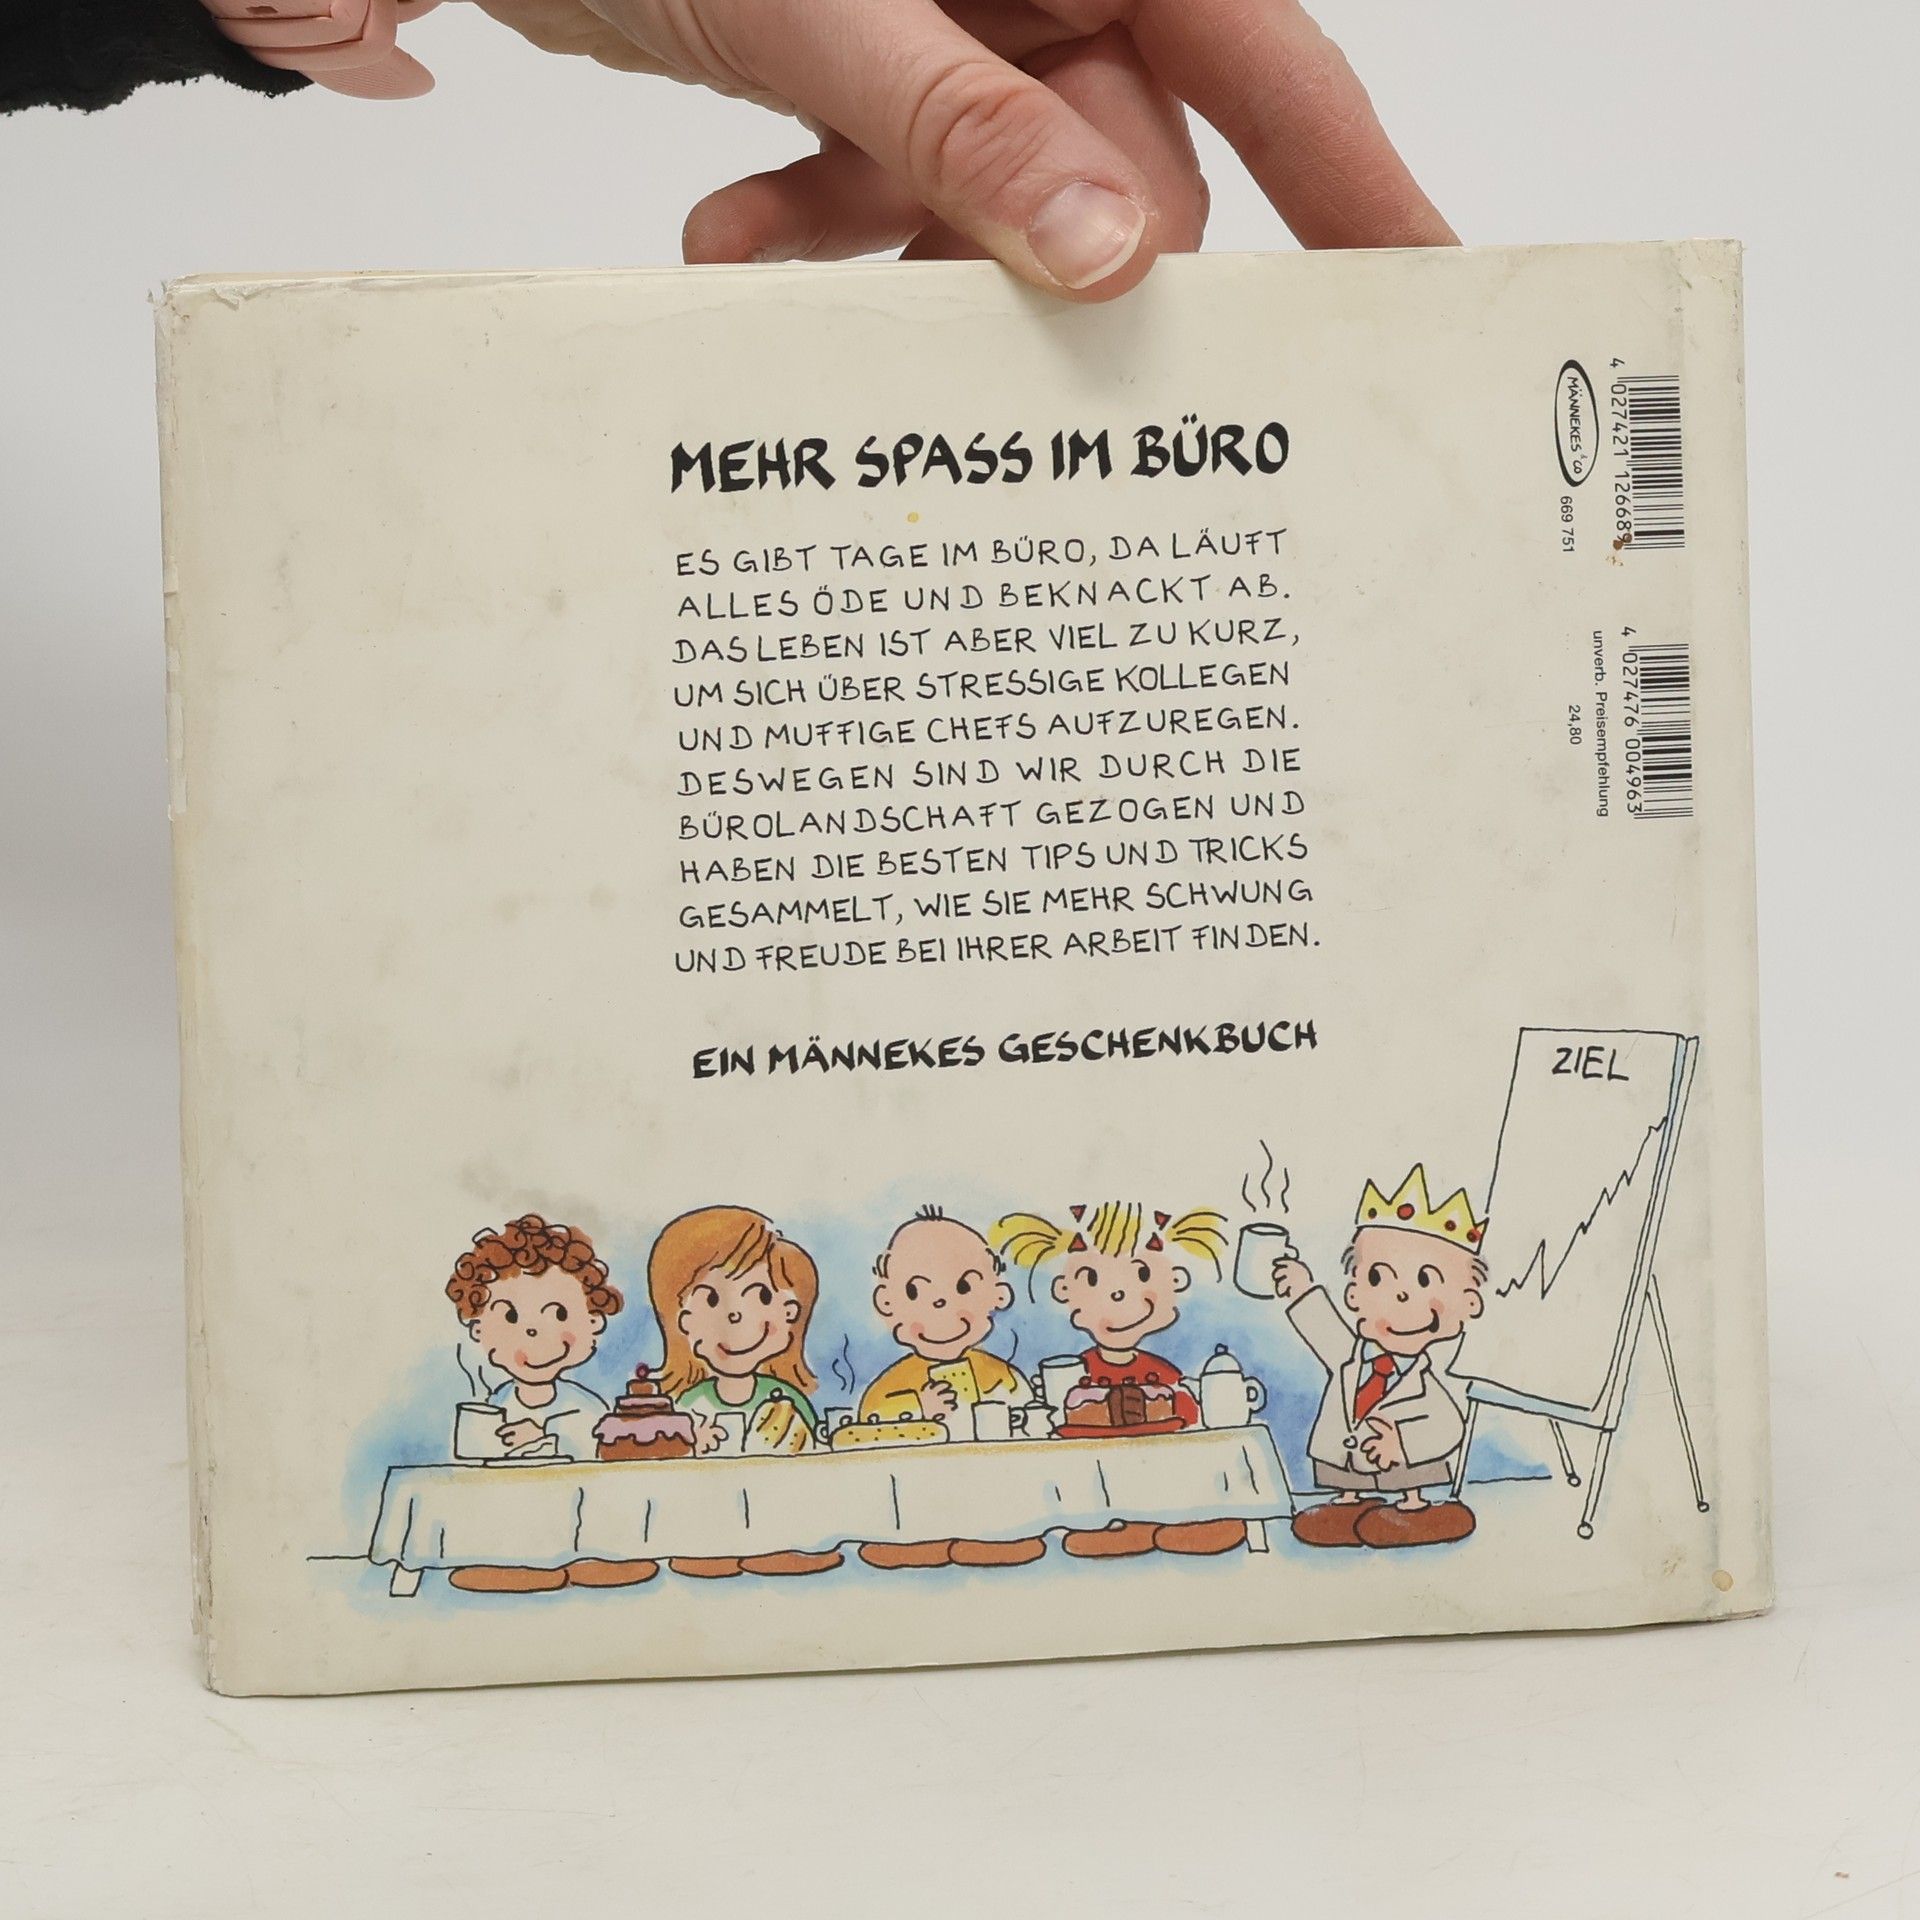 MEHR SPASS IM BÜRO
ES GIBT TAGE IM BÜRO, DA LÄUFT
ALLES ÖDE UND BEKNACKT AB.
DAS LEBEN IST ABER VIEL ZU KURZ,
UM SICH ÜBER STRESSIGE KOLLEGEN
UND MUFFIGE CHEFS AUFZUREGEN.
DESWEGEN SIND WIR DURCH DIE
BÜROLANDSCHAFT GEZOGEN UND
HABEN DIE BESTEN TIPS UND TRICKS
GESAMMELT, WIE SIE MEHR SCHWUNG
UND FREUDE BEI IHRER ARBEIT FINDEN.
EIN MÄNNEKES GESCHENKBUCH
ZIEL
4 027421 126689
MÄNNEKES & CO
669 751
4 027476 004963
unverb. Preisempfehlung
24,80